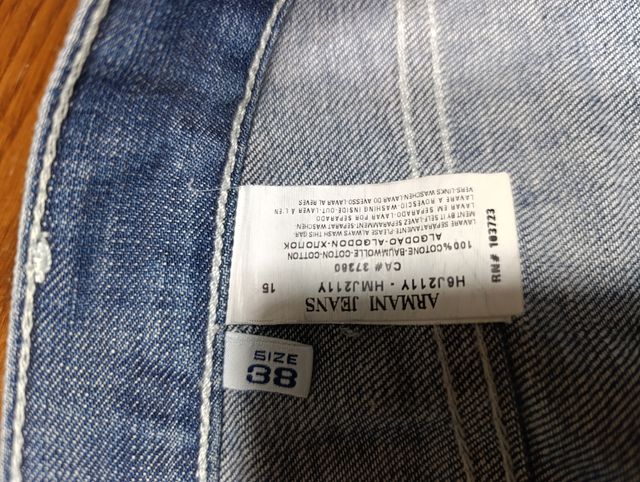 ARMANI JEANS
H6J211Y - HMJ211Y 15
CA# 37360
100% COTONE-BAUMWOLLE-COTON-COTTON
ALGODAO-ALGODON-ХЛОПОК
LAVARE SEPARATAMENTE-PLEASE ALWAYS WASH THIS GAR
MENT BY IT SELF-LAVEZ SEPAREMENT SEPARAT WASCHEN
LAVAR EM SEPARADO-LAVAR POR SEPARADO
LAVARE A ROVESCIO-WASHING INSIDE OUT-LAVER A L'EN
VERS-LINKS WASCHEN-LAVAR DO AVESSO-LAVAR AL REVES
RN# 103723
SIZE
38